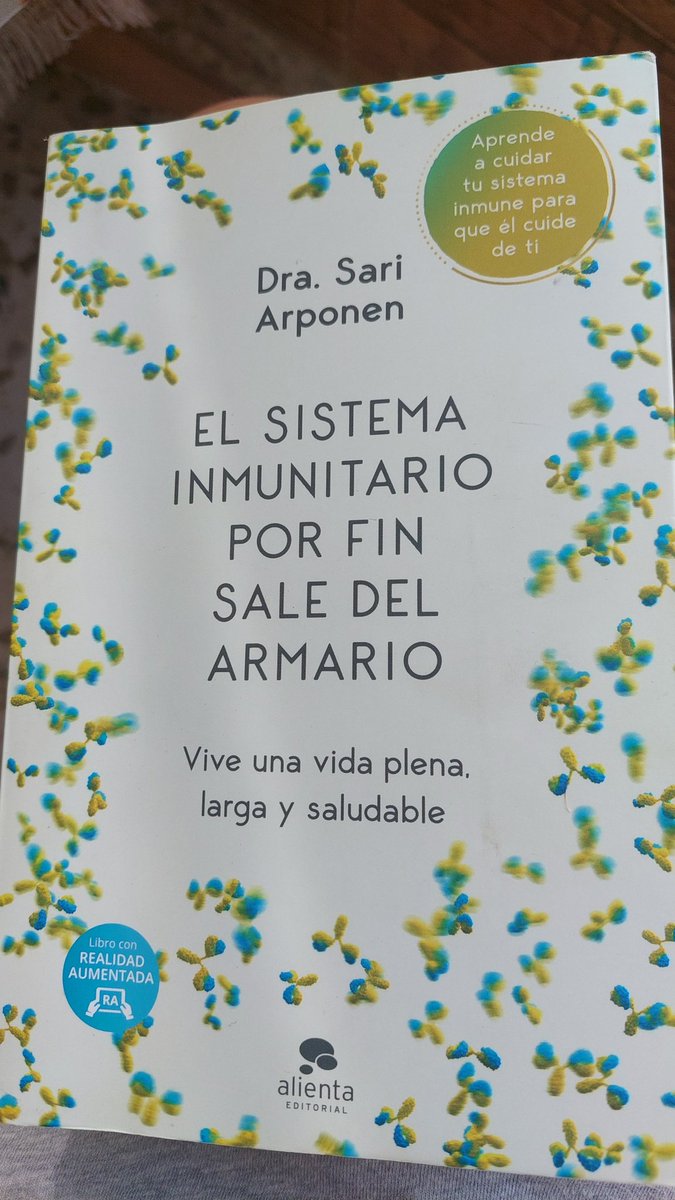 Aprende
a cuidar
tu sistema
inmune para
que él cuide
de ti
Dra. Sari
Arponen
EL SISTEMA
INMUNITARIO
POR FIN
SALE DEL
ARMARIO
Vive una vida plena,
larga y saludable
Libro con
REALIDAD
AUMENTADA
RA
alienta
EDITORIAL